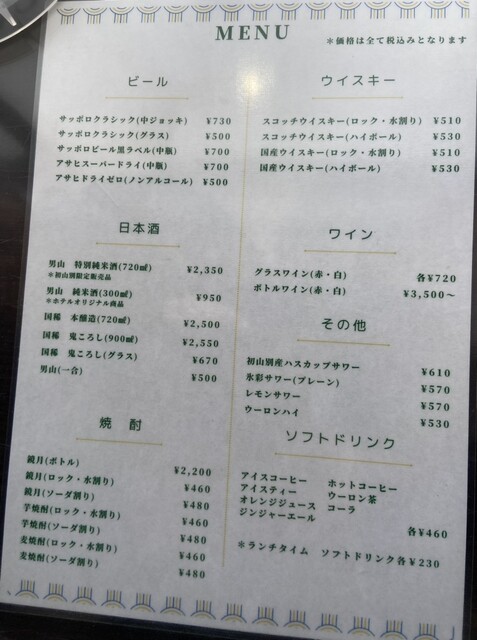 MENU
*価格は全て税込みとなります
ビール
サッポロクラシック(中ジョッキ) ¥730
サッポロクラシック(グラス) ¥500
サッポロビール黒ラベル(中瓶) ¥700
アサヒスーパードライ(中瓶) ¥700
アサヒドライゼロ(ノンアルコール) ¥500
日本酒
男山 特別純米酒(720㎖) ¥2,350
*初山別限定販売品
男山 純米酒(300㎖) ¥950
*ホテルオリジナル商品
国稀 本醸造(720㎖) ¥2,500
国稀 鬼ころし(900㎖) ¥2,550
国稀 鬼ころし(グラス) ¥670
男山(一合) ¥500
焼酎
鏡月(ボトル) ¥2,200
鏡月(ロック・水割り) ¥460
鏡月(ソーダ割り) ¥480
芋焼酎(ロック・水割り) ¥460
芋焼酎(ソーダ割り) ¥480
麦焼酎(ロック・水割り) ¥460
麦焼酎(ソーダ割り) ¥480
ウイスキー
スコッチウイスキー(ロック・水割り) ¥510
スコッチウイスキー(ハイボール) ¥530
国産ウイスキー(ロック・水割り) ¥510
国産ウイスキー(ハイボール) ¥530
ワイン
グラスワイン(赤・白) 各¥720
ボトルワイン(赤・白) ¥3,500~
その他
初山別産ハスカップサワー ¥610
氷彩サワー(プレーン) ¥570
レモンサワー ¥570
ウーロンハイ ¥530
ソフトドリンク
アイスコーヒー ホットコーヒー
アイスティー ウーロン茶
オレンジジュース コーラ
ジンジャーエール
各¥460
*ランチタイム ソフトドリンク各¥230